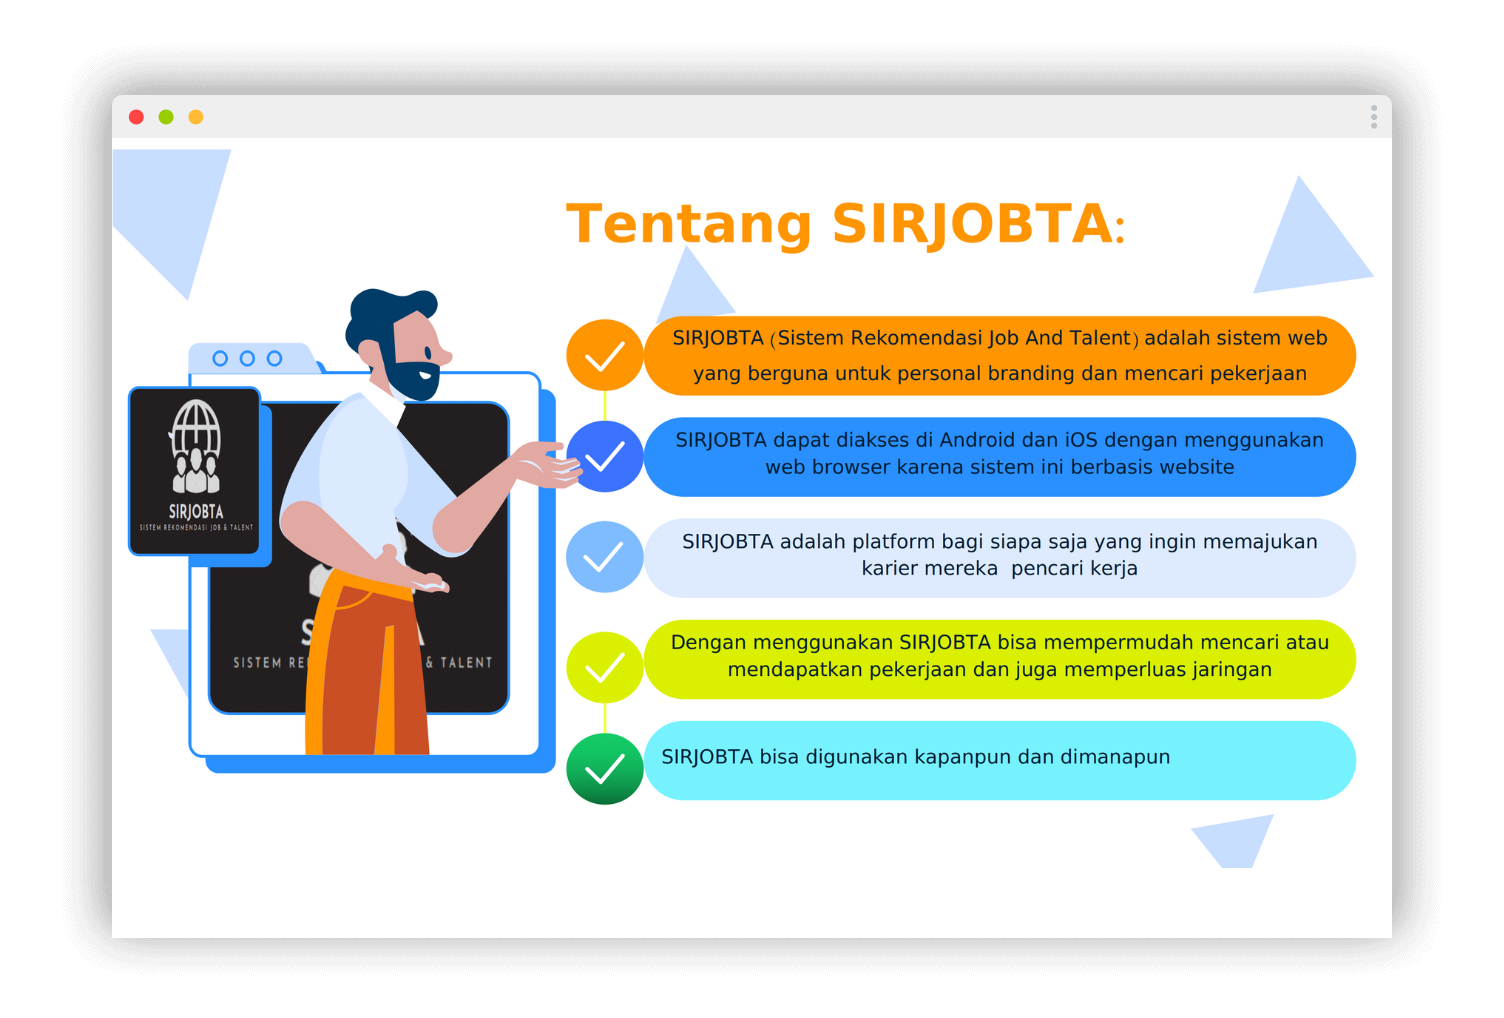 Tentang SIRJOBTA:
SIRJOBTA (Sistem Rekomendasi Job And Talent) adalah sistem web
yang berguna untuk personal branding dan mencari pekerjaan
SIRJOBTA dapat diakses di Android dan iOS dengan menggunakan
web browser karena sistem ini berbasis website
SIRJOBTA adalah platform bagi siapa saja yang ingin memajukan
karier mereka  pencari kerja
Dengan menggunakan SIRJOBTA bisa mempermudah mencari atau
mendapatkan pekerjaan dan juga memperluas jaringan
SIRJOBTA bisa digunakan kapanpun dan dimanapun
SIRJOBTA
SISTEM REKOMENDASI JOB & TALENT
SISTEM & TALENT